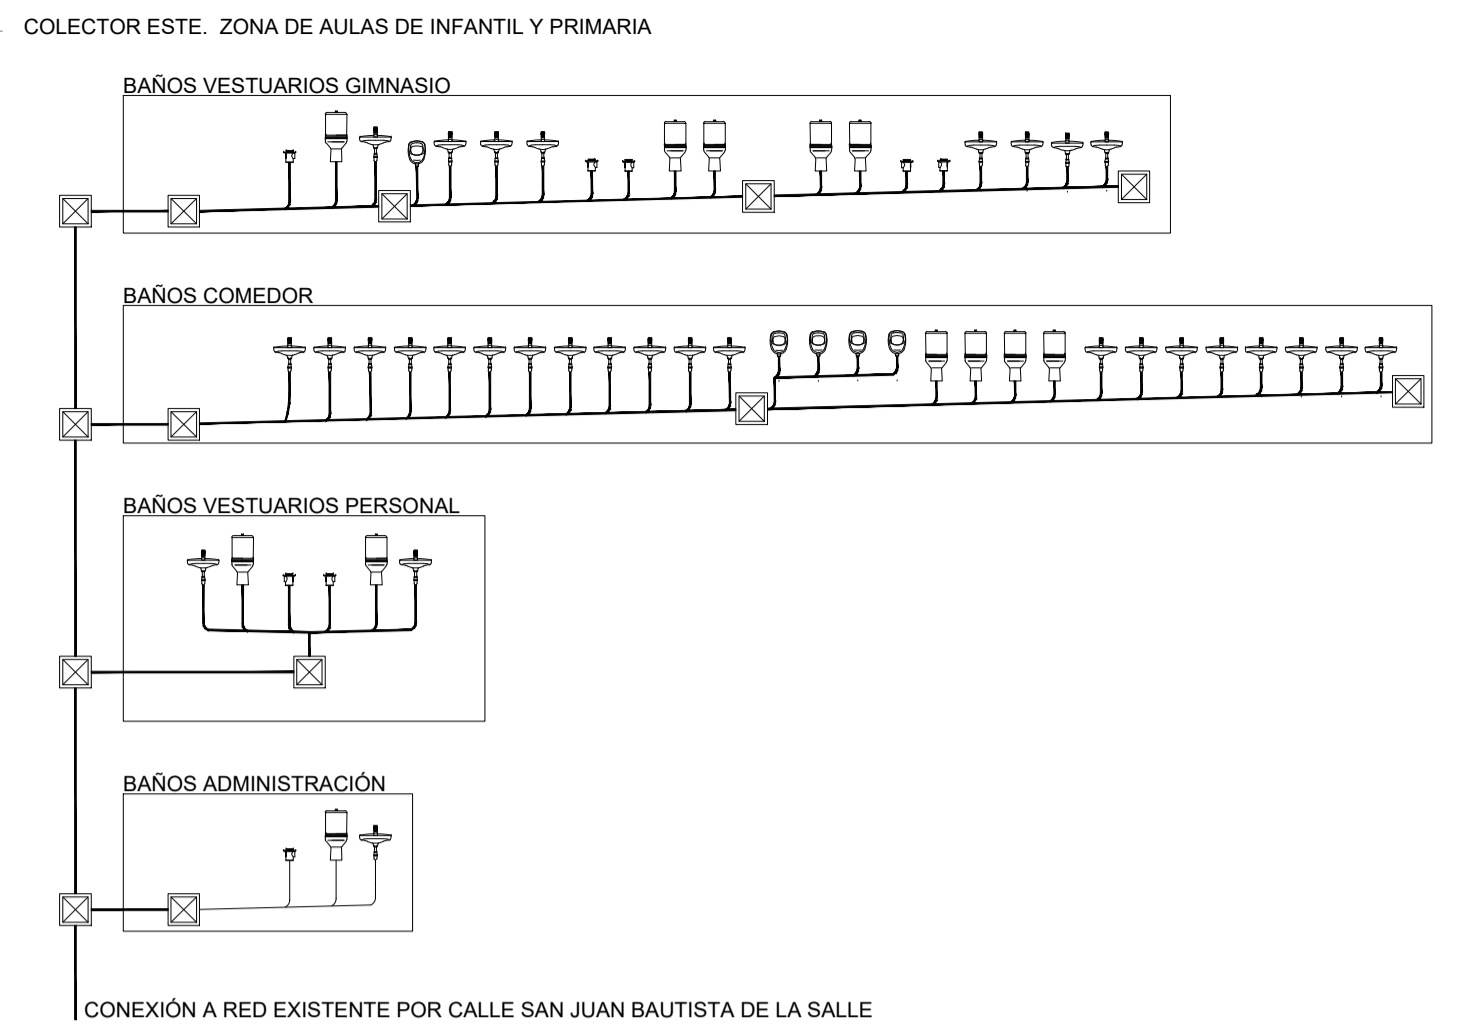 COLECTOR ESTE.  ZONA DE AULAS DE INFANTIL Y PRIMARIA
BAÑOS VESTUARIOS GIMNASIO
BAÑOS COMEDOR
BAÑOS VESTUARIOS PERSONAL
BAÑOS ADMINISTRACIÓN
CONEXIÓN A RED EXISTENTE POR CALLE SAN JUAN BAUTISTA DE LA SALLE